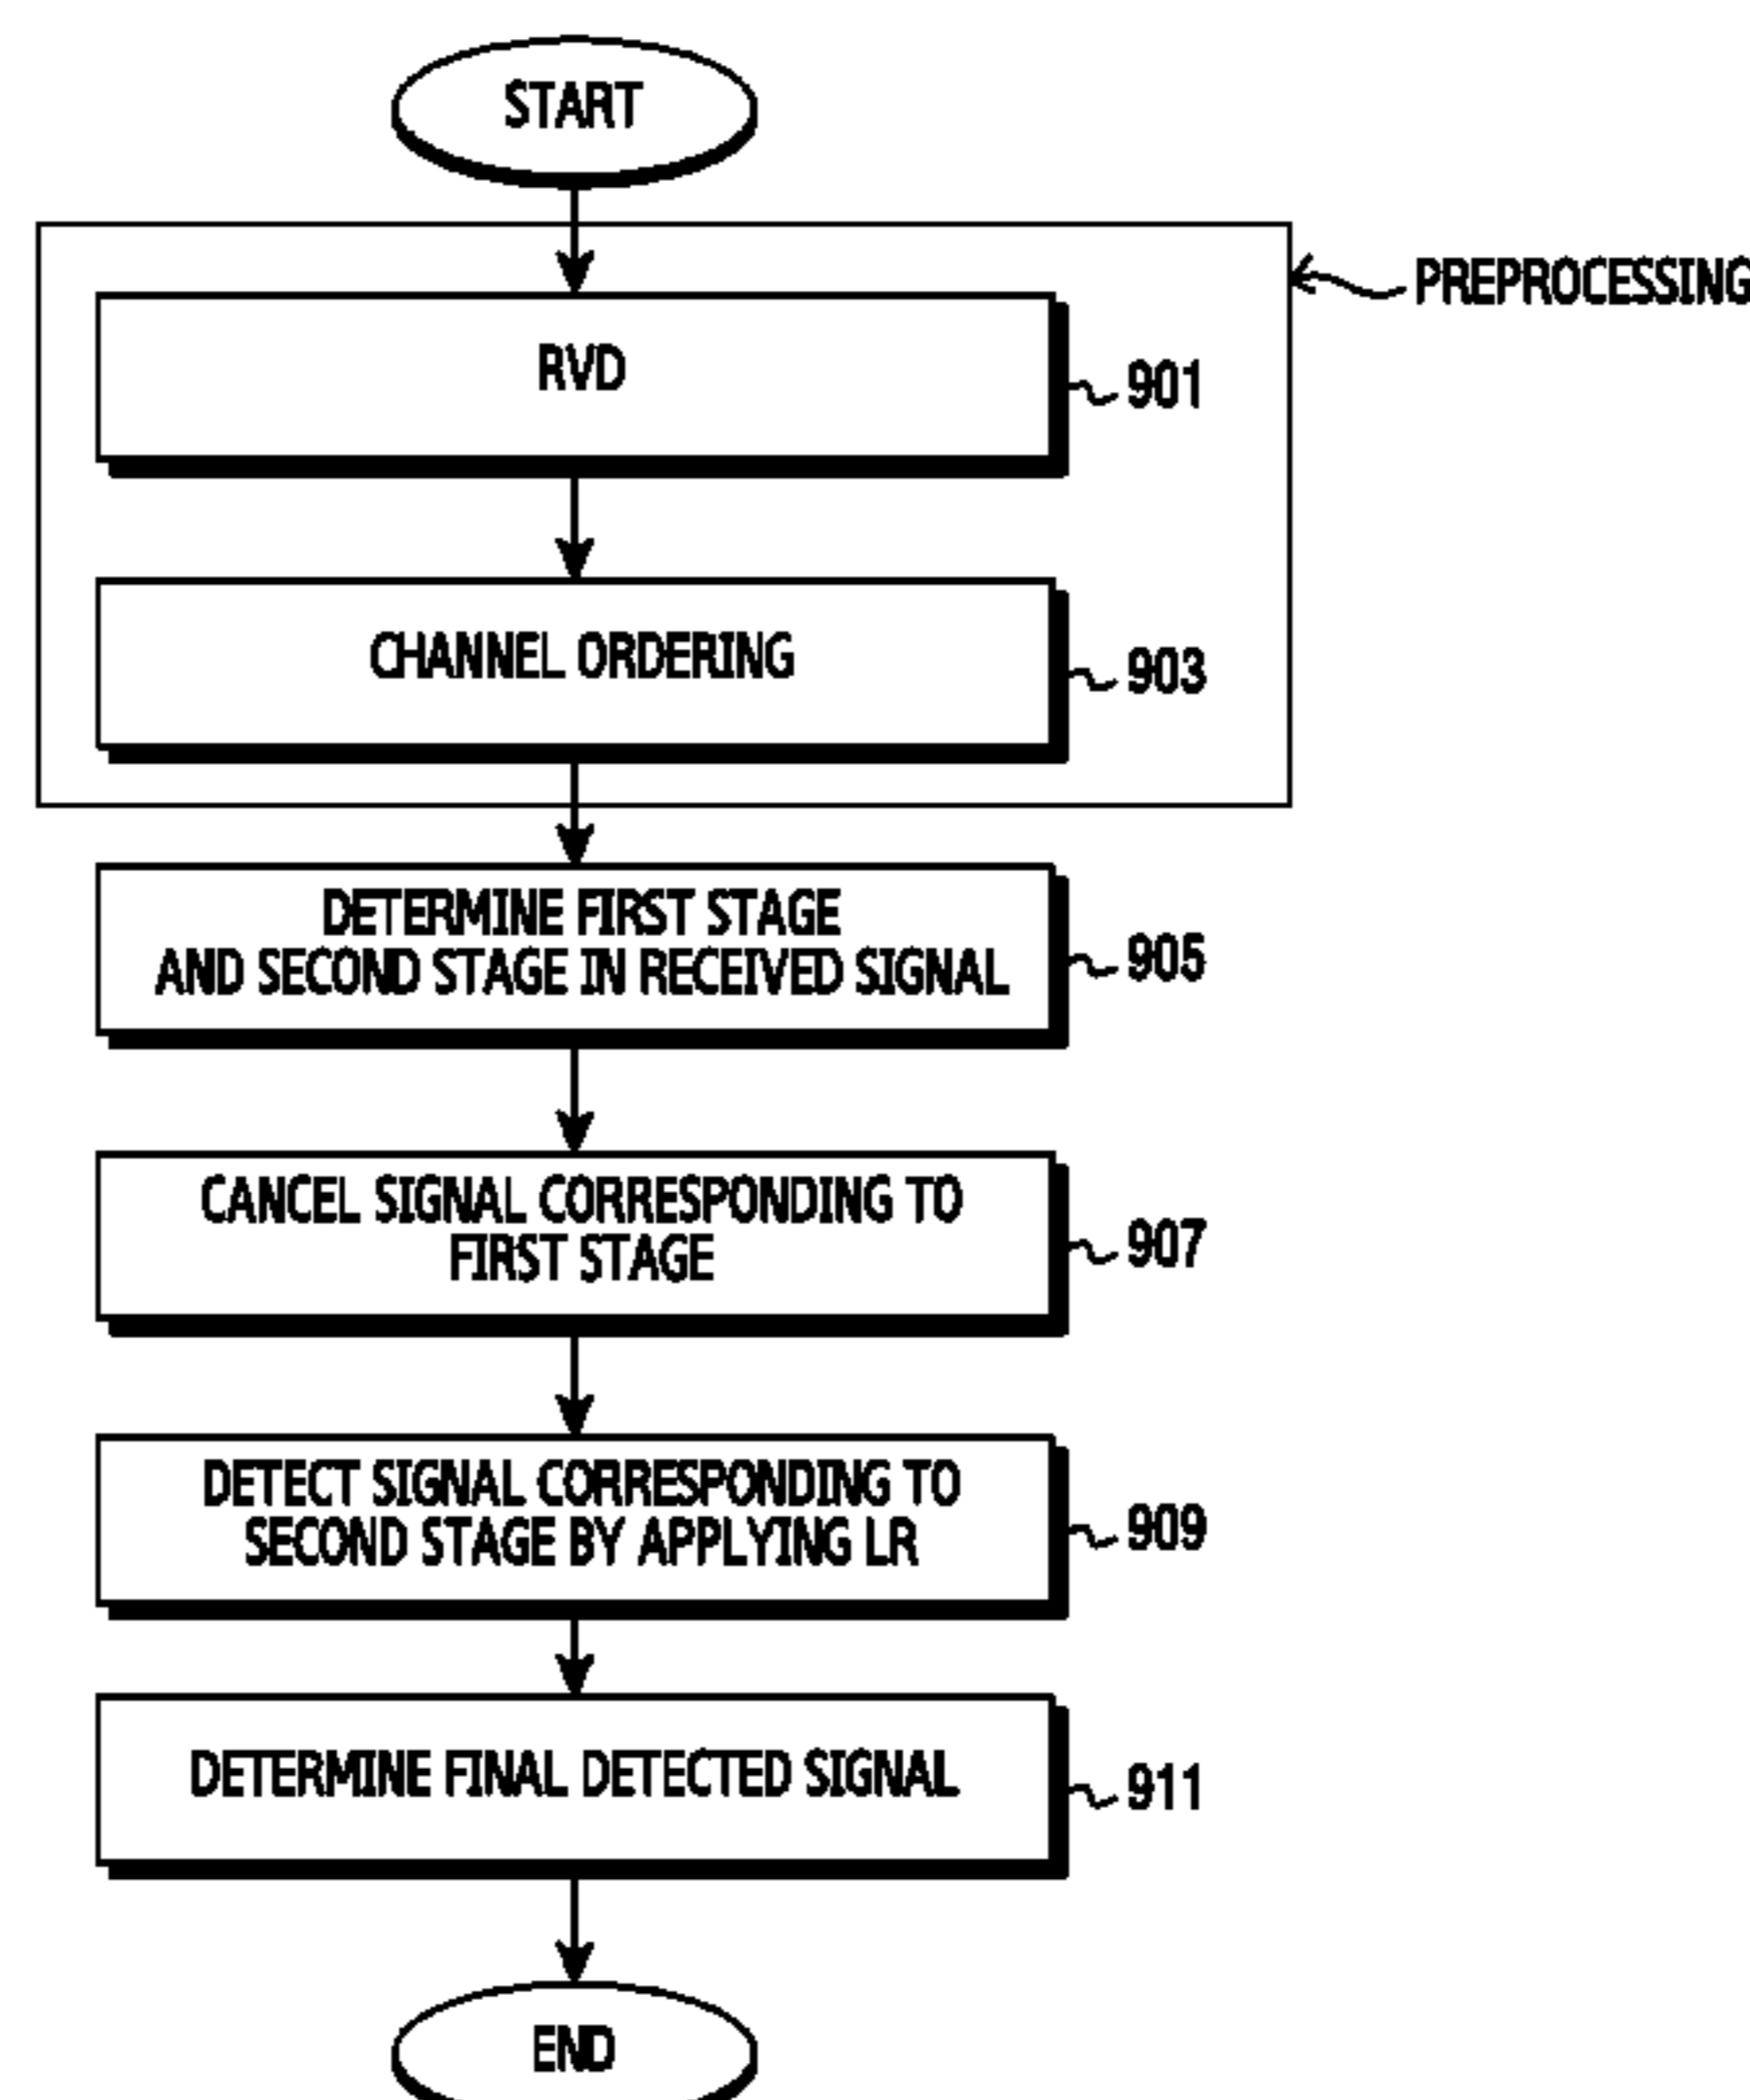 START
PREPROCESSING
RVD
901
CHANNEL ORDERING
903
DETERMINE FIRST STAGE
AND SECOND STAGE IN RECEIVED SIGNAL
905
CANCEL SIGNAL CORRESPONDING TO
FIRST STAGE
907
DETECT SIGNAL CORRESPONDING TO
SECOND STAGE BY APPLYING LR
909
DETERMINE FINAL DETECTED SIGNAL
911
END